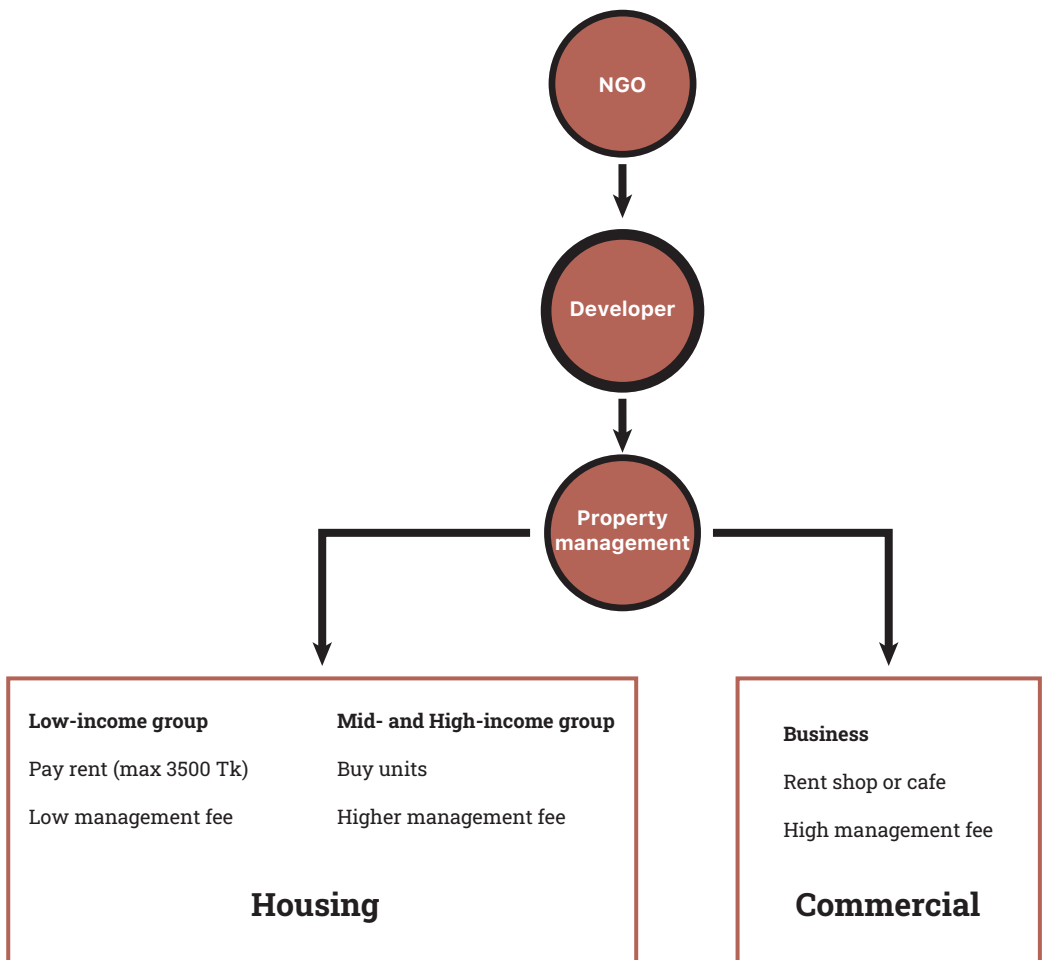 NGO
Developer
Property
management
Low-income group
Pay rent (max 3500 Tk)
Low management fee
Mid- and High-income group
Buy units
Higher management fee
Housing
Business
Rent shop or cafe
High management fee
Commercial